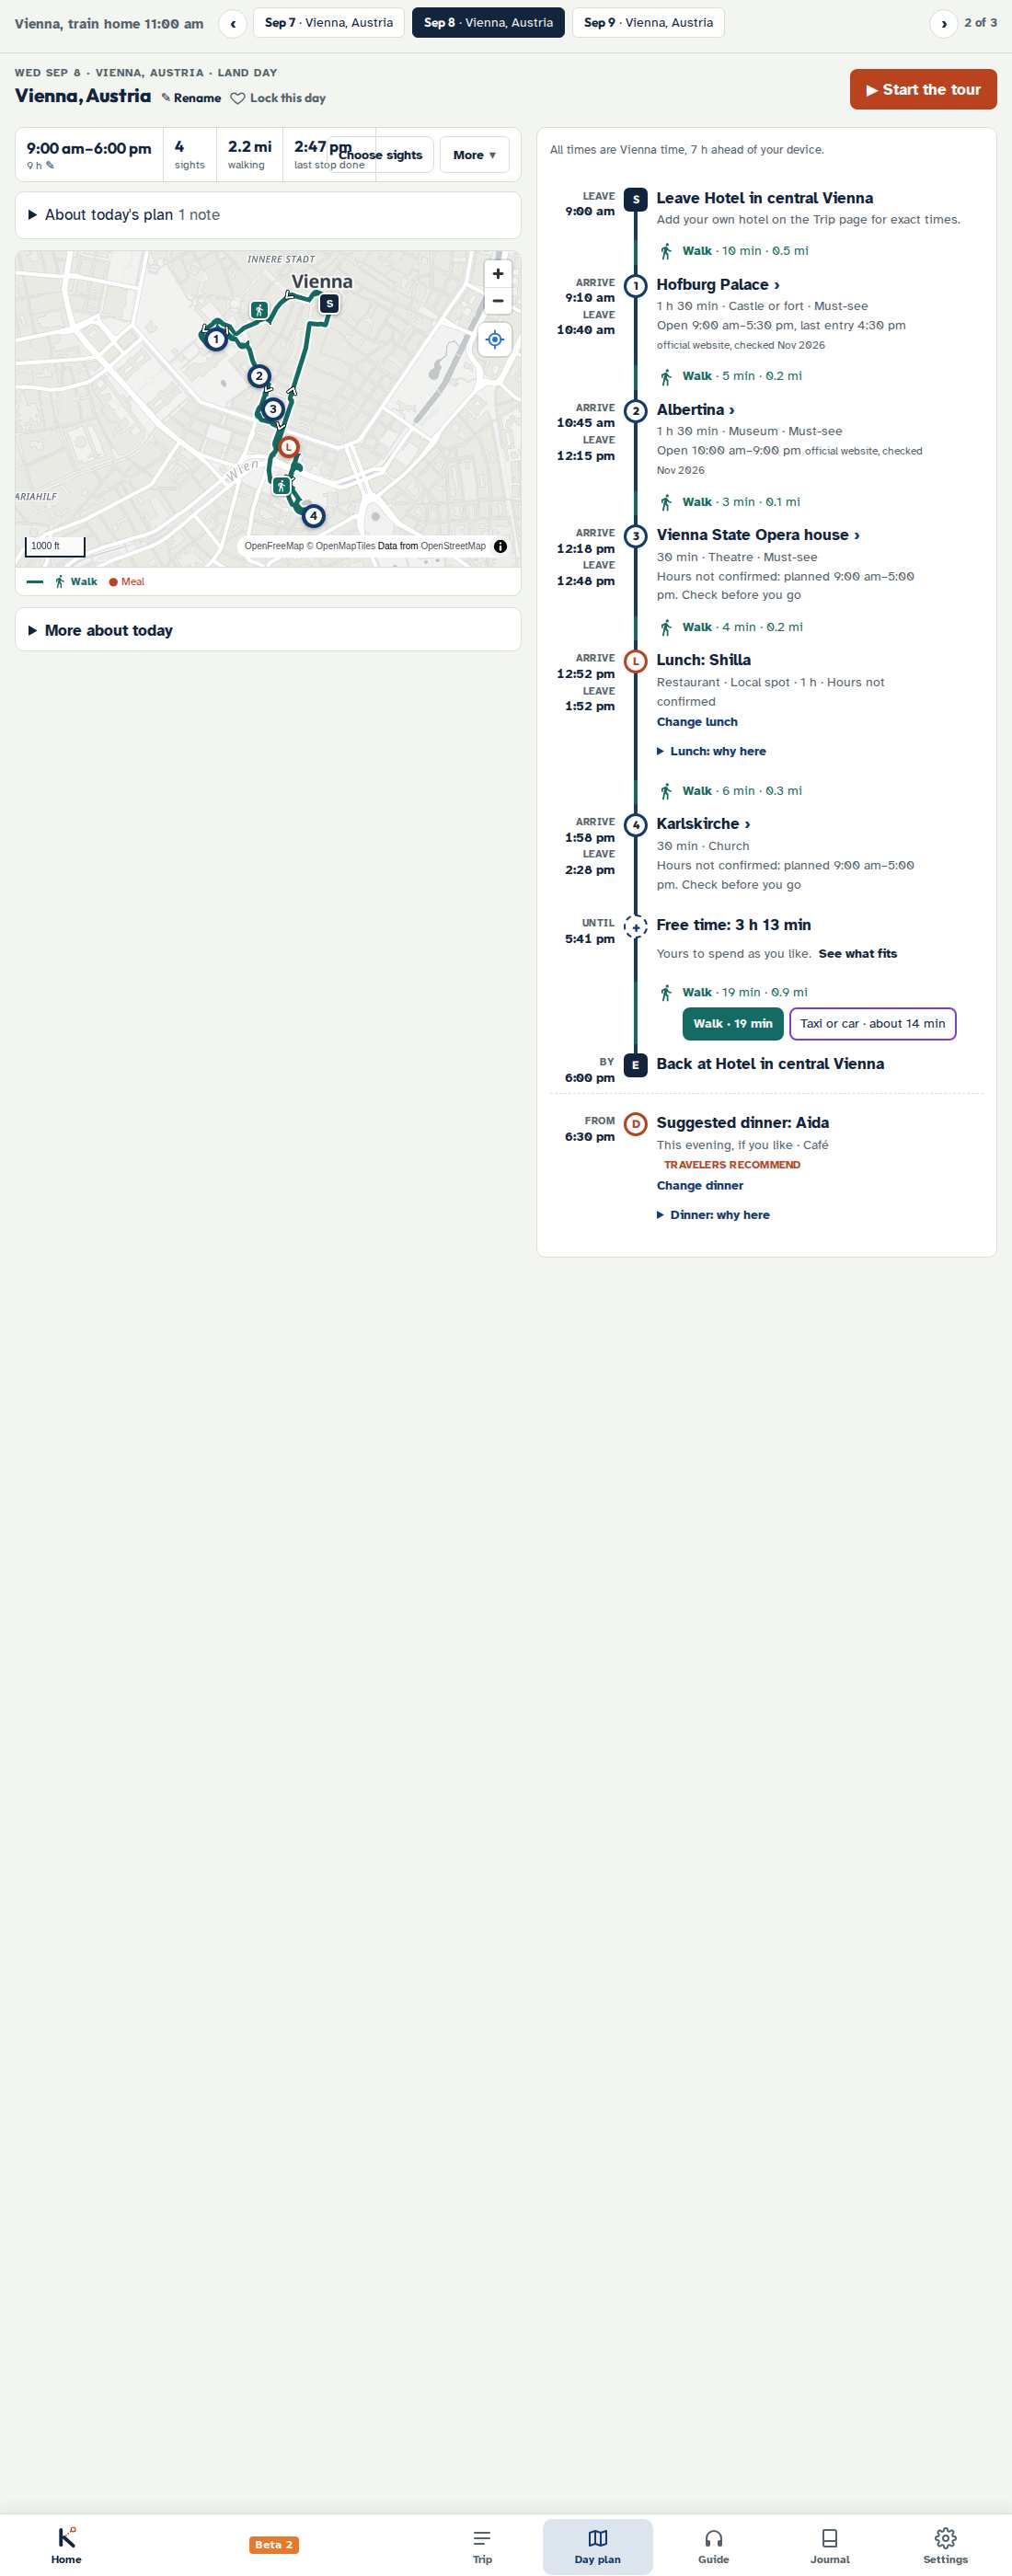 Vienna, train home 11:00 am
‹
Sep 7 · Vienna, Austria
Sep 8 · Vienna, Austria
Sep 9 · Vienna, Austria
›
2 of 3
WED SEP 8 · VIENNA, AUSTRIA · LAND DAY
Vienna, Austria
✎ Rename
Lock this day
▶ Start the tour
9:00 am–6:00 pm
9 h ✎
4
sights
2.2 mi
walking
2:47 pm
last stop done
Choose sights
More ▾
▶ About today's plan 1 note
INNERE STADT
Vienna
S
1
2
3
L
4
Wien
ARIAHILF
+
−
1000 ft
OpenFreeMap © OpenMapTiles Data from OpenStreetMap
Walk
Meal
▶ More about today
All times are Vienna time, 7 h ahead of your device.
LEAVE
9:00 am
S
Leave Hotel in central Vienna
Add your own hotel on the Trip page for exact times.
Walk · 10 min · 0.5 mi
ARRIVE
9:10 am
LEAVE
10:40 am
1
Hofburg Palace ›
1 h 30 min · Castle or fort · Must-see
Open 9:00 am–5:30 pm, last entry 4:30 pm
official website, checked Nov 2026
Walk · 5 min · 0.2 mi
ARRIVE
10:45 am
LEAVE
12:15 pm
2
Albertina ›
1 h 30 min · Museum · Must-see
Open 10:00 am–9:00 pm official website, checked
Nov 2026
Walk · 3 min · 0.1 mi
ARRIVE
12:18 pm
LEAVE
12:48 pm
3
Vienna State Opera house ›
30 min · Theatre · Must-see
Hours not confirmed: planned 9:00 am–5:00
pm. Check before you go
Walk · 4 min · 0.2 mi
ARRIVE
12:52 pm
LEAVE
1:52 pm
L
Lunch: Shilla
Restaurant · Local spot · 1 h · Hours not
confirmed
Change lunch
▶ Lunch: why here
Walk · 6 min · 0.3 mi
ARRIVE
1:58 pm
LEAVE
2:28 pm
4
Karlskirche ›
30 min · Church
Hours not confirmed: planned 9:00 am–5:00
pm. Check before you go
UNTIL
5:41 pm
+
Free time: 3 h 13 min
Yours to spend as you like. See what fits
Walk · 19 min · 0.9 mi
Walk · 19 min
Taxi or car · about 14 min
BY
6:00 pm
E
Back at Hotel in central Vienna
FROM
6:30 pm
D
Suggested dinner: Aida
This evening, if you like · Café
TRAVELERS RECOMMEND
Change dinner
▶ Dinner: why here
Home
Beta 2
Trip
Day plan
Guide
Journal
Settings